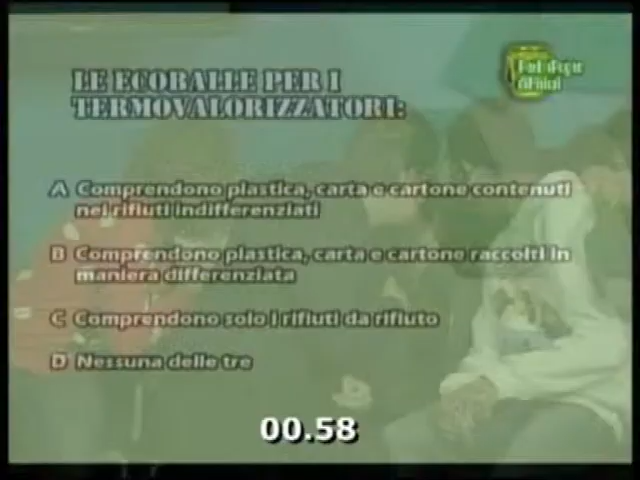 LE ECOBALLE PER I
TERMOVALORIZZATORI:
A Comprendono plastica, carta e cartone contenuti
nei rifiuti indifferenziati
B Comprendono plastica, carta e cartone raccolti in
maniera differenziata
C Comprendono solo i rifiuti da rifiuto
D Nessuna delle tre
00.58